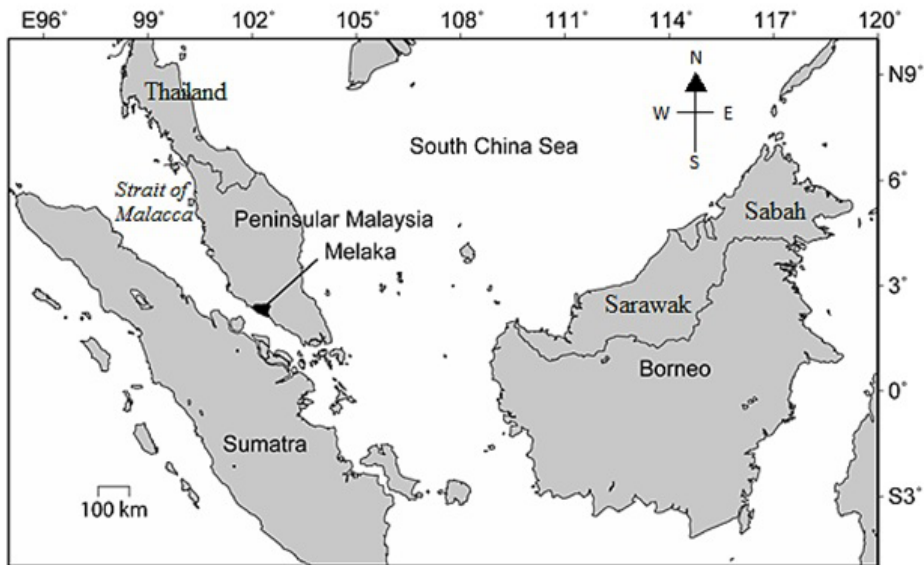 E96° 99° 102° 105° 108° 111° 114° 117° 120°
N
N9°
Thailand
W E
South China Sea
S
Strait of
Malacca
6°
Sabah
Peninsular Malaysia
Melaka
3°
Sarawak
Borneo
0°
Sumatra
100 km
S3°